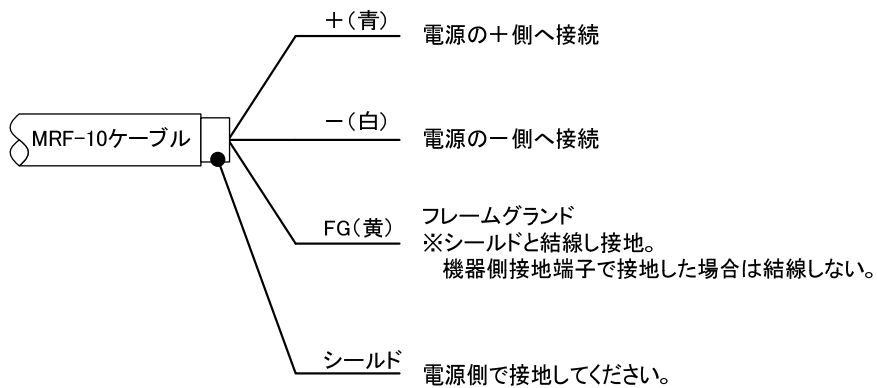 ＋（青）
電源の＋側へ接続
MRF-10ケーブル
－（白）
電源の－側へ接続
FG（黄）
フレームグランド
※シールドと結線し接地。
機器側接地端子で接地した場合は結線しない。
シールド
電源側で接地してください。